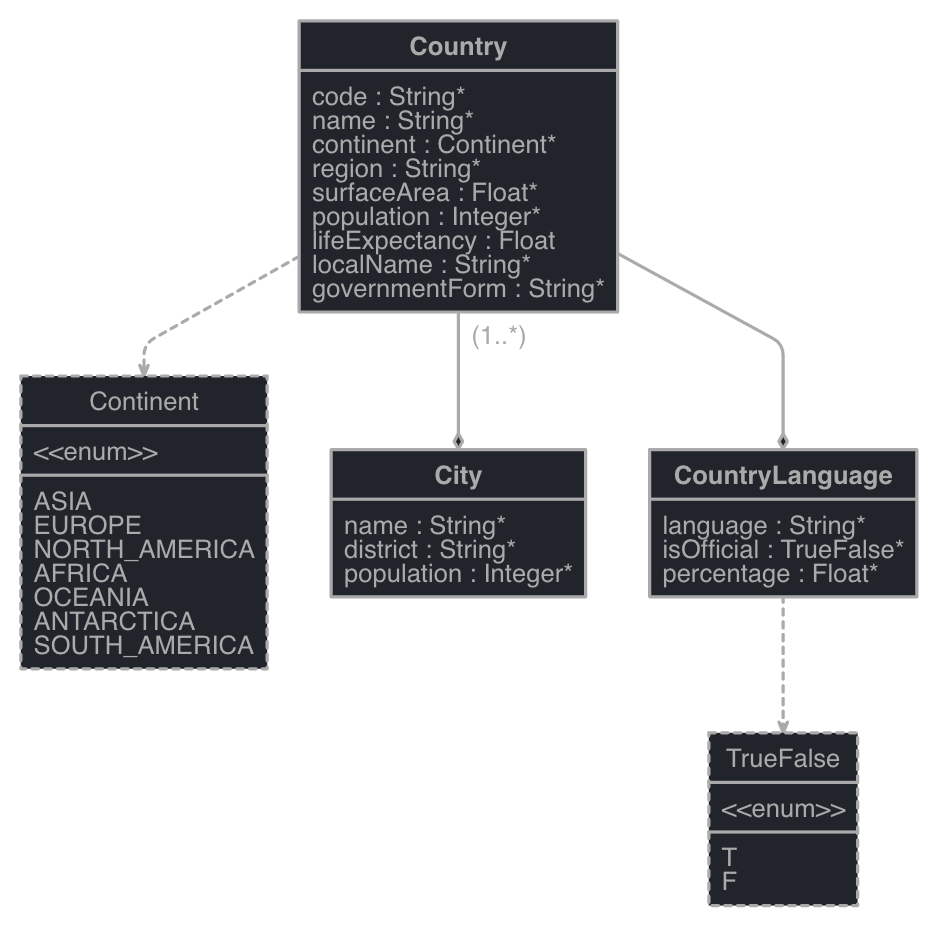 Country
code : String*
name : String*
continent : Continent*
region : String*
surfaceArea : Float*
population : Integer*
lifeExpectancy : Float
localName : String*
governmentForm : String*
(1..*)
Continent
<<enum>>
ASIA
EUROPE
NORTH_AMERICA
AFRICA
OCEANIA
ANTARCTICA
SOUTH_AMERICA
City
name : String*
district : String*
population : Integer*
CountryLanguage
language : String*
isOfficial : TrueFalse*
percentage : Float*
TrueFalse
<<enum>>
T
F